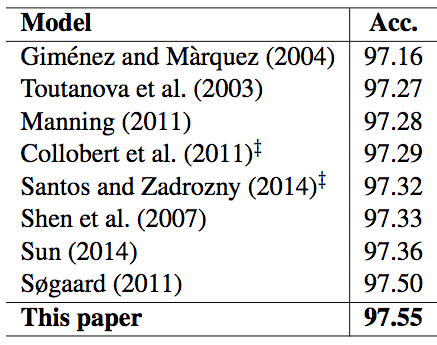 Model Acc.
Giménez and Màrquez (2004) 97.16
Toutanova et al. (2003) 97.27
Manning (2011) 97.28
Collobert et al. (2011)‡ 97.29
Santos and Zadrozny (2014)‡ 97.32
Shen et al. (2007) 97.33
Sun (2014) 97.36
Søgaard (2011) 97.50
This paper 97.55